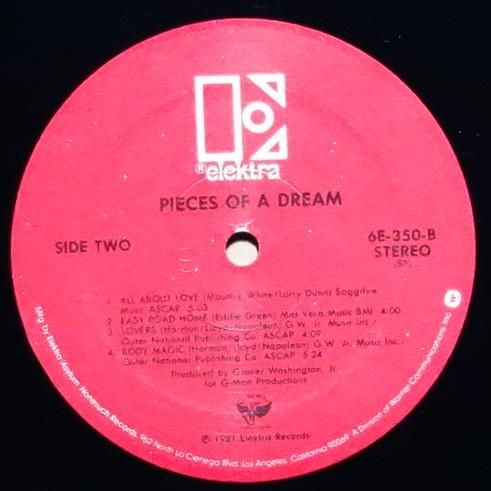 ® elektra
PIECES OF A DREAM
SIDE TWO
6E-350-B
STEREO
1. ALL ABOUT LOVE (Maurice White/Larry Dunn) Saggifire
Music ASCAP 5:03
2. EASY ROAD HOME (Eddie Green) Miss Vera Music BMI 4:00
3. LOVERS (Harmon/Lloyd/Napolean) G.W. Jr. Music Inc./
Outer National Publishing Co. ASCAP 4:09
4. BODY MAGIC (Harmon/Lloyd/Napolean) G.W. Jr. Music Inc./
Outer National Publishing Co. ASCAP 5:24
Produced by Grover Washington, Jr.
for G-Man Productions
℗ 1981 Elektra Records
Mfg. by Elektra/Asylum/Nonesuch Records, 962 North La Cienega Blvd. Los Angeles, California 90069. A Division of Warner Communications Inc.